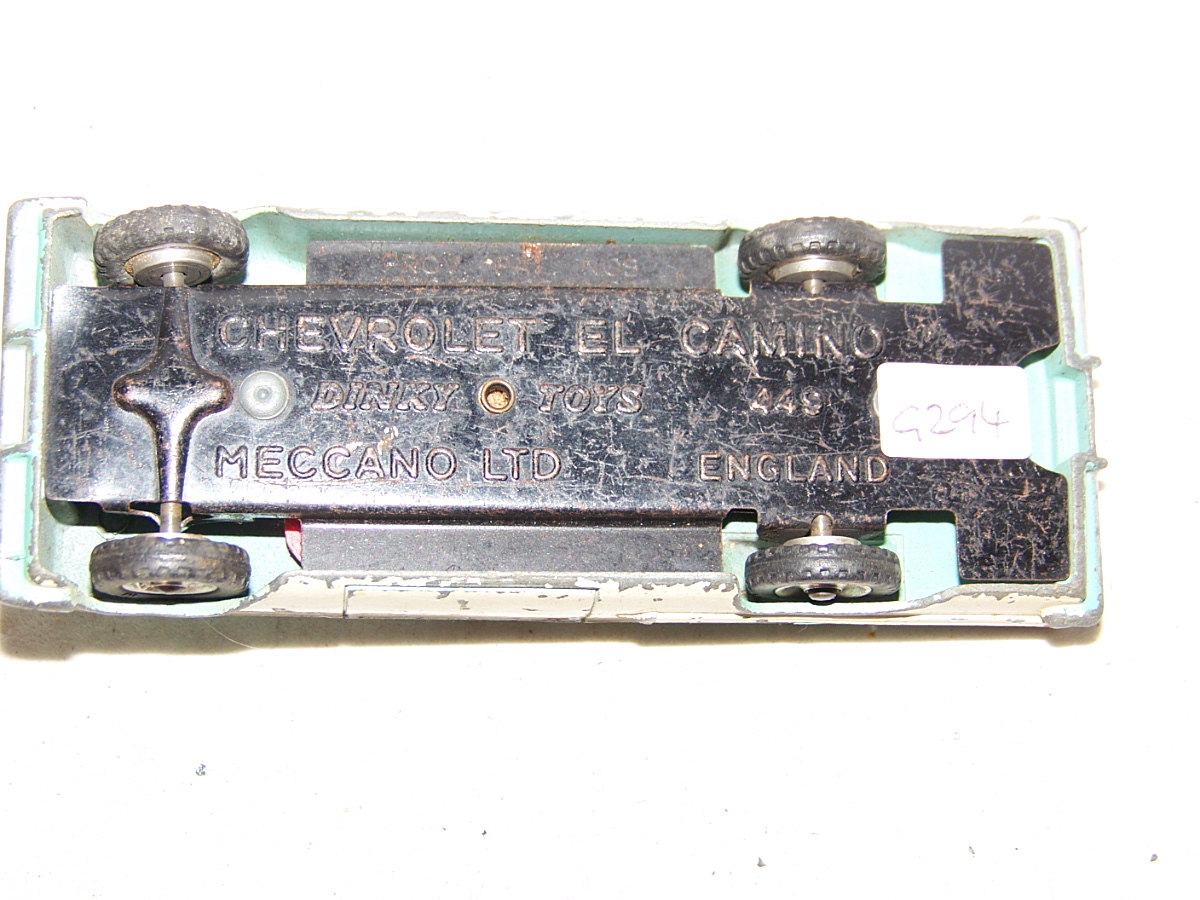 CHEVROLET EL CAMINO
DINKY TOYS 449
G294
MECCANO LTD ENGLAND